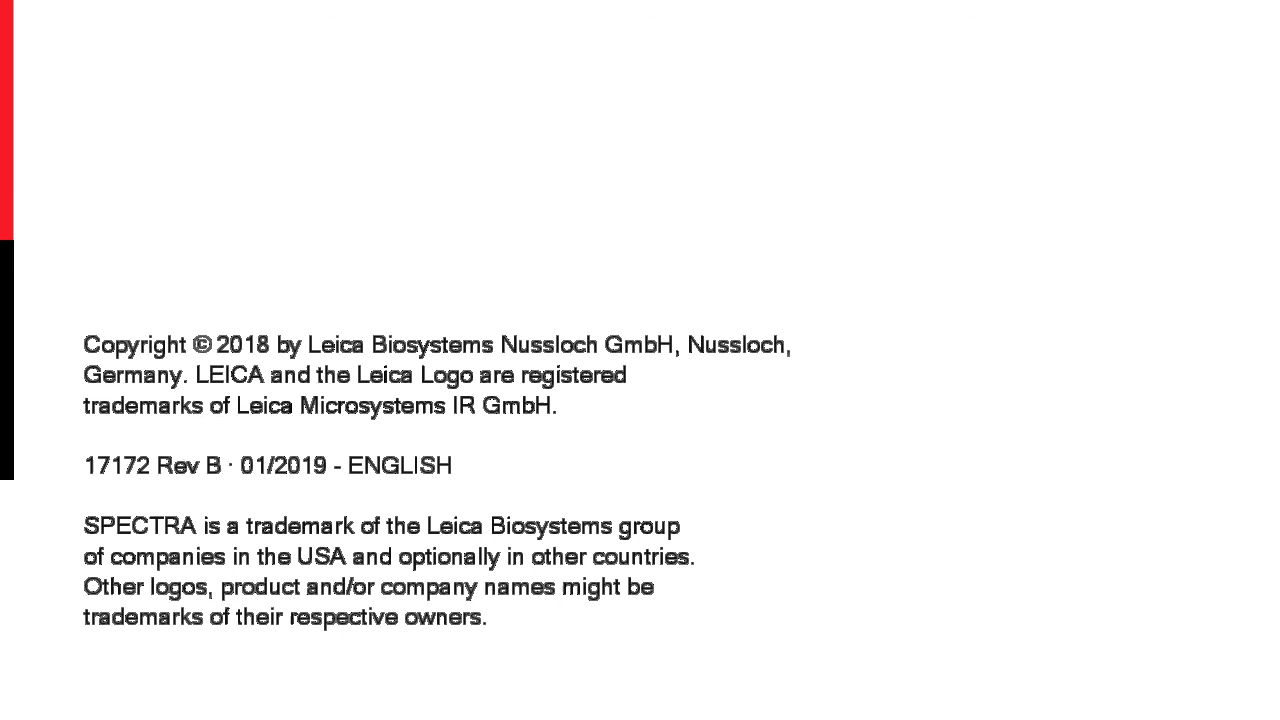 Copyright © 2018 by Leica Biosystems Nussloch GmbH, Nussloch,
Germany. LEICA and the Leica Logo are registered
trademarks of Leica Microsystems IR GmbH.
17172 Rev B · 01/2019 - ENGLISH
SPECTRA is a trademark of the Leica Biosystems group
of companies in the USA and optionally in other countries.
Other logos, product and/or company names might be
trademarks of their respective owners.